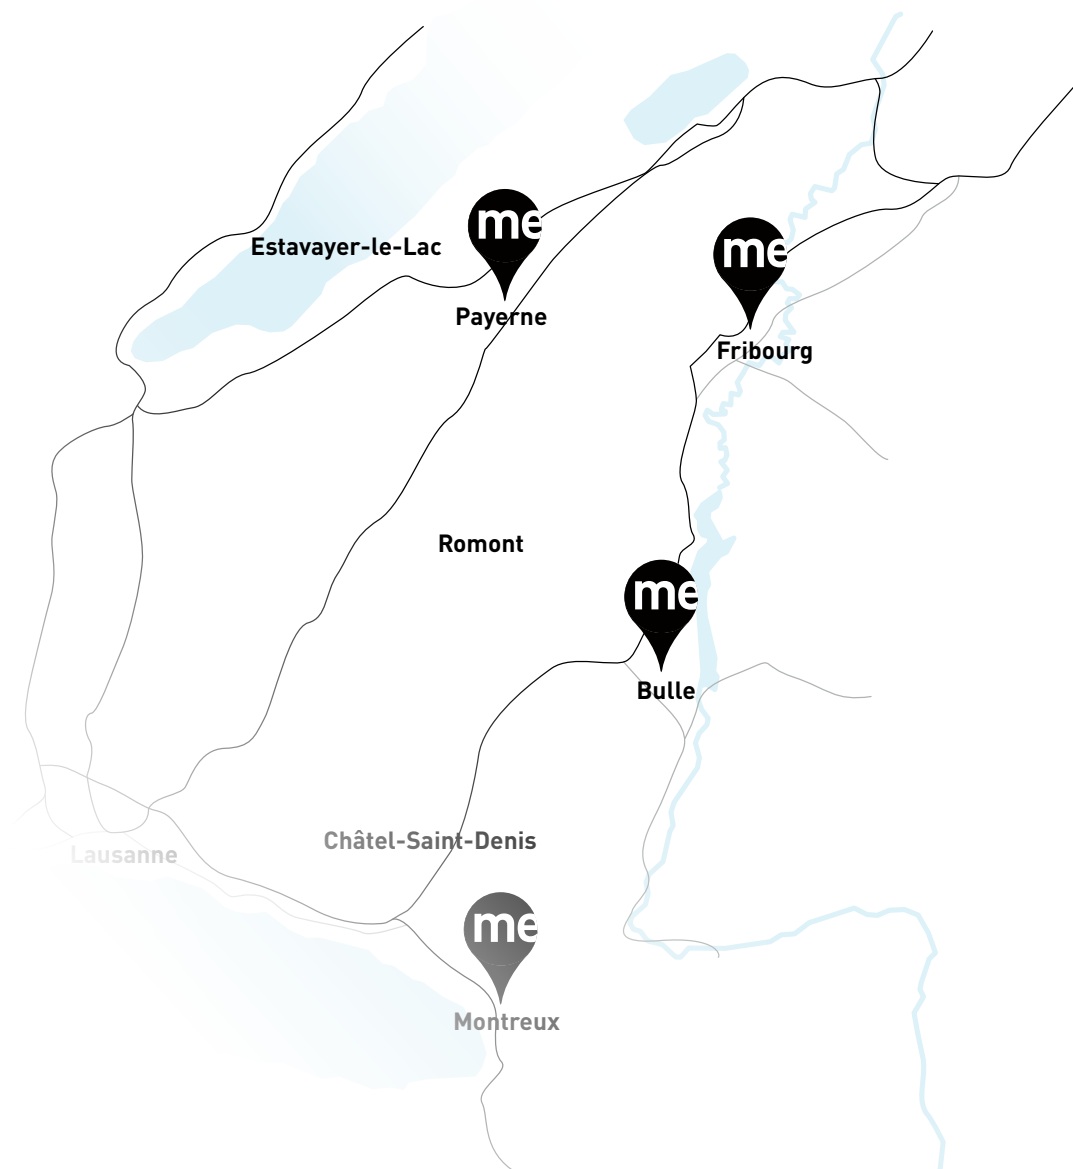 me
me
Estavayer-le-Lac
Payerne
Fribourg
Romont
me
Bulle
Châtel-Saint-Denis
Lausanne
me
Montreux